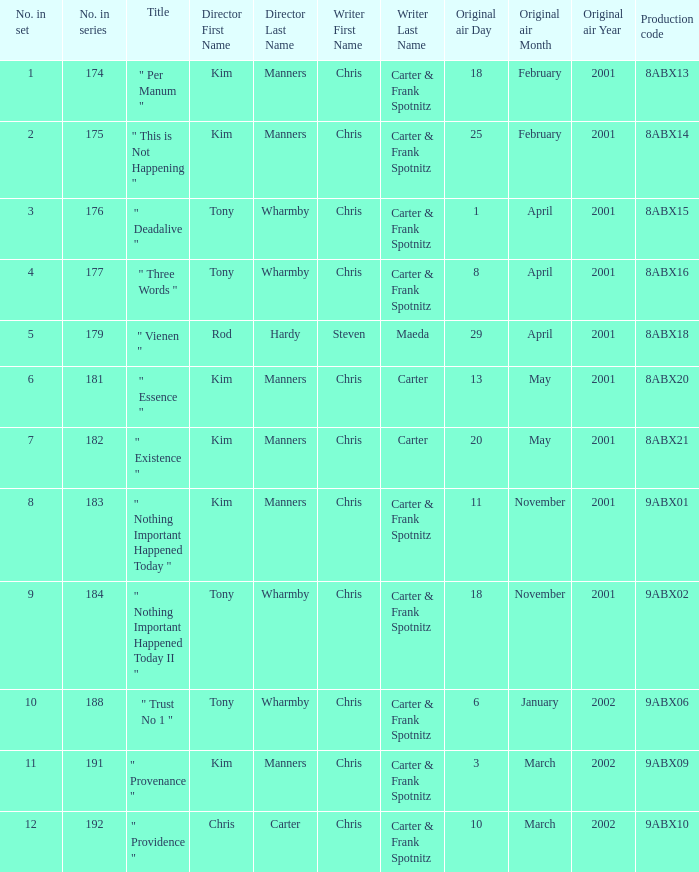 No. in set | No. in series | Title | Director First Name | Director Last Name | Writer First Name | Writer Last Name | Original air Day | Original air Month | Original air Year | Production code
1 | 174 | " Per Manum " | Kim | Manners | Chris | Carter & Frank Spotnitz | 18 | February | 2001 | 8ABX13
2 | 175 | " This is Not Happening " | Kim | Manners | Chris | Carter & Frank Spotnitz | 25 | February | 2001 | 8ABX14
3 | 176 | " Deadalive " | Tony | Wharmby | Chris | Carter & Frank Spotnitz | 1 | April | 2001 | 8ABX15
4 | 177 | " Three Words " | Tony | Wharmby | Chris | Carter & Frank Spotnitz | 8 | April | 2001 | 8ABX16
5 | 179 | " Vienen " | Rod | Hardy | Steven | Maeda | 29 | April | 2001 | 8ABX18
6 | 181 | " Essence " | Kim | Manners | Chris | Carter | 13 | May | 2001 | 8ABX20
7 | 182 | " Existence " | Kim | Manners | Chris | Carter | 20 | May | 2001 | 8ABX21
8 | 183 | " Nothing Important Happened Today " | Kim | Manners | Chris | Carter & Frank Spotnitz | 11 | November | 2001 | 9ABX01
9 | 184 | " Nothing Important Happened Today II " | Tony | Wharmby | Chris | Carter & Frank Spotnitz | 18 | November | 2001 | 9ABX02
10 | 188 | " Trust No 1 " | Tony | Wharmby | Chris | Carter & Frank Spotnitz | 6 | January | 2002 | 9ABX06
11 | 191 | " Provenance " | Kim | Manners | Chris | Carter & Frank Spotnitz | 3 | March | 2002 | 9ABX09
12 | 192 | " Providence " | Chris | Carter | Chris | Carter & Frank Spotnitz | 10 | March | 2002 | 9ABX10